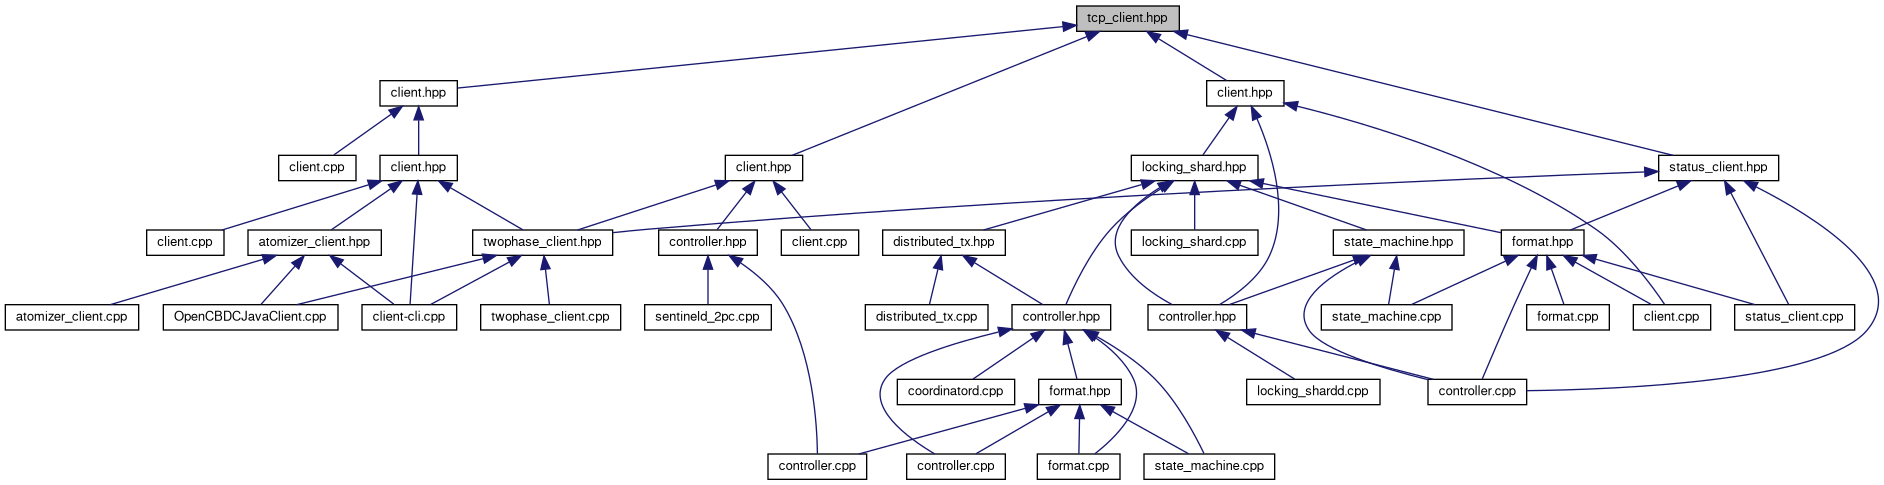 tcp_client.hpp
client.hpp
client.hpp
client.cpp
client.hpp
client.hpp
locking_shard.hpp
status_client.hpp
client.cpp
atomizer_client.hpp
twophase_client.hpp
controller.hpp
client.cpp
distributed_tx.hpp
locking_shard.cpp
state_machine.hpp
format.hpp
atomizer_client.cpp
OpenCBDCJavaClient.cpp
client-cli.cpp
twophase_client.cpp
sentineld_2pc.cpp
distributed_tx.cpp
controller.hpp
controller.hpp
state_machine.cpp
format.cpp
client.cpp
status_client.cpp
coordinatord.cpp
format.hpp
locking_shardd.cpp
controller.cpp
controller.cpp
controller.cpp
format.cpp
state_machine.cpp